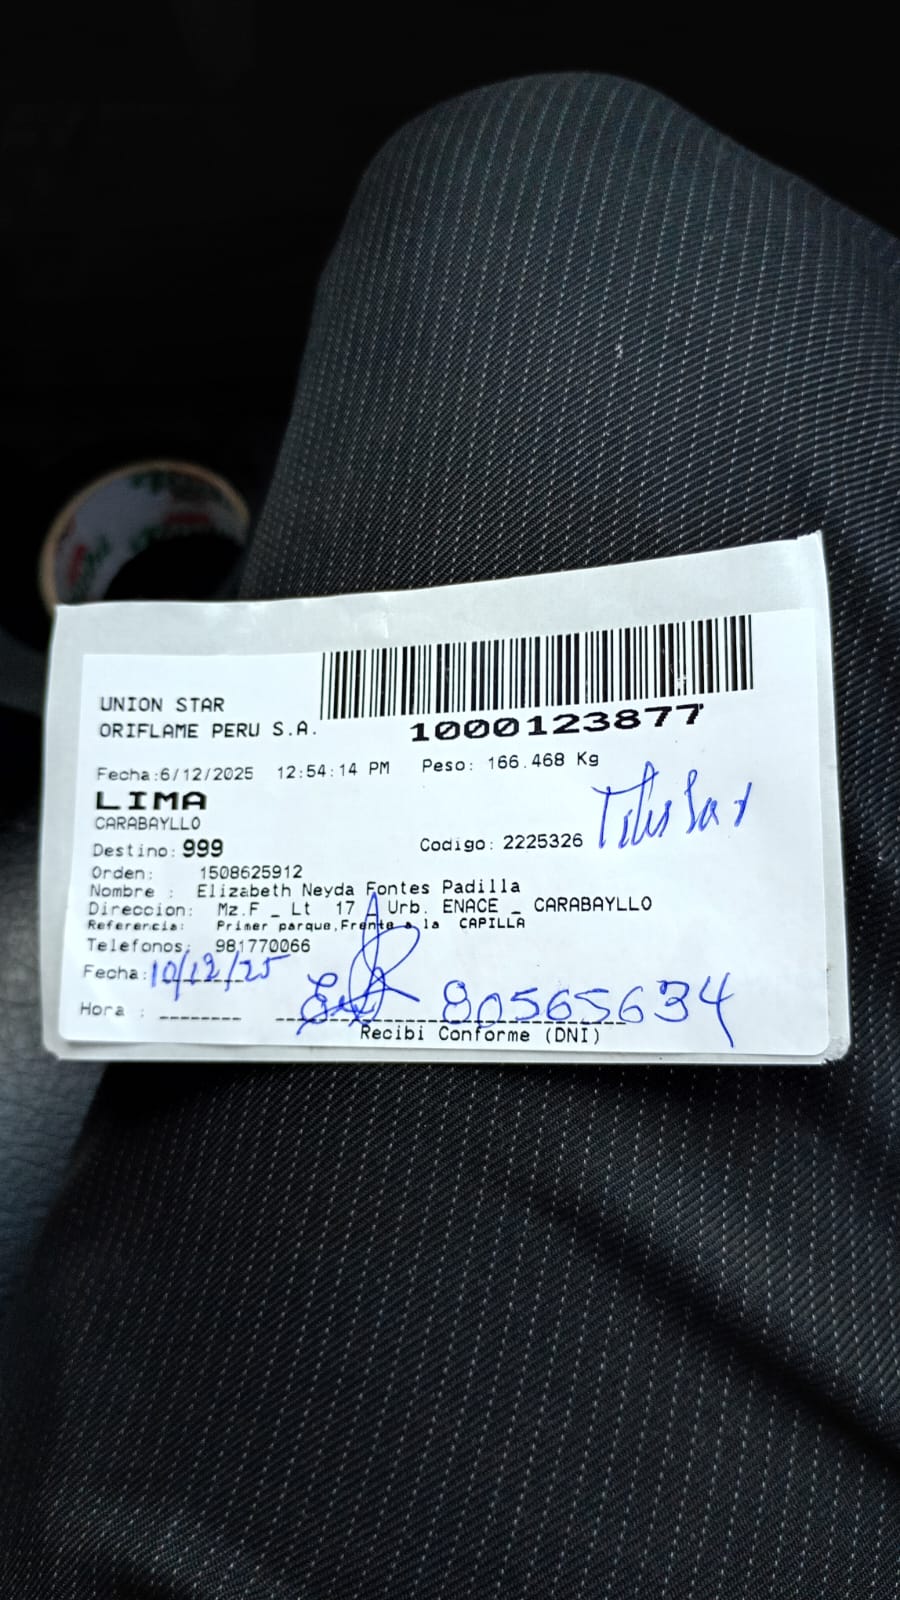 UNION STAR
ORIFLAME PERU S.A.
1000123877
Fecha:6/12/2025 12:54:14 PM Peso: 166.468 Kg
LIMA
CARABAYLLO
Titular
Destino: 999 Codigo: 2225326
Orden: 1508625912
Nombre : Elizabeth Neyda Fontes Padilla
Direccion: Mz.F _ Lt 17 _ Urb. ENACE _ CARABAYLLO
Referencia: Primer parque,Frente a la CAPILLA
Telefonos: 981770066
Fecha:10/12/25
Hora : 80565634
Recibi Conforme (DNI)